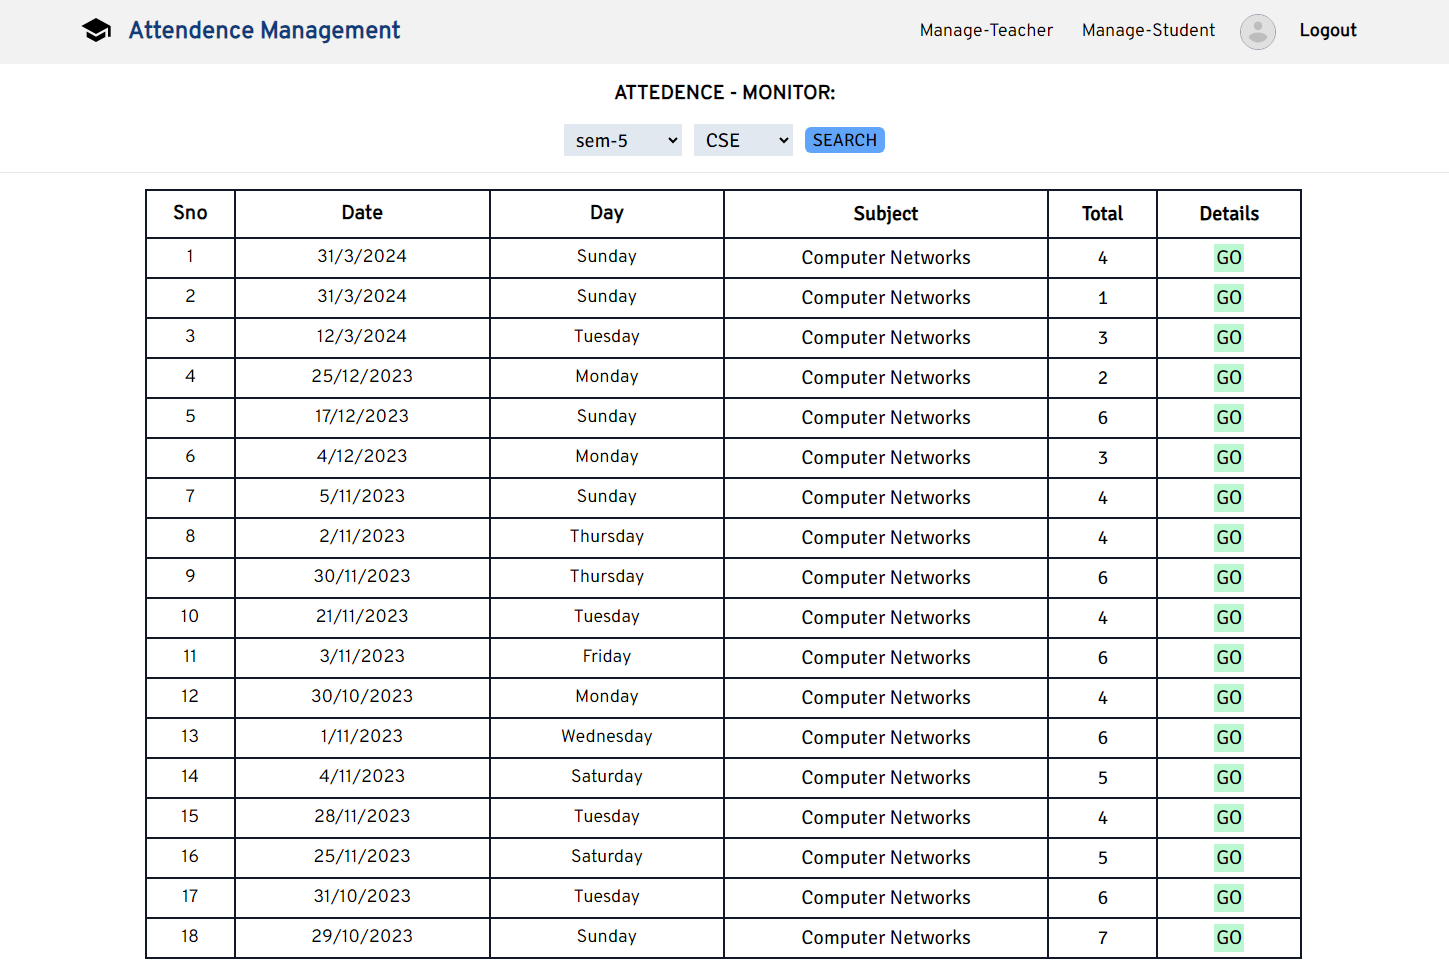 Attendence Management Manage-Teacher Manage-Student Logout
ATTEDENCE - MONITOR:
sem-5 CSE SEARCH
Sno Date Day Subject Total Details
1 31/3/2024 Sunday Computer Networks 4 GO
2 31/3/2024 Sunday Computer Networks 1 GO
3 12/3/2024 Tuesday Computer Networks 3 GO
4 25/12/2023 Monday Computer Networks 2 GO
5 17/12/2023 Sunday Computer Networks 6 GO
6 4/12/2023 Monday Computer Networks 3 GO
7 5/11/2023 Sunday Computer Networks 4 GO
8 2/11/2023 Thursday Computer Networks 4 GO
9 30/11/2023 Thursday Computer Networks 6 GO
10 21/11/2023 Tuesday Computer Networks 4 GO
11 3/11/2023 Friday Computer Networks 6 GO
12 30/10/2023 Monday Computer Networks 4 GO
13 1/11/2023 Wednesday Computer Networks 6 GO
14 4/11/2023 Saturday Computer Networks 5 GO
15 28/11/2023 Tuesday Computer Networks 4 GO
16 25/11/2023 Saturday Computer Networks 5 GO
17 31/10/2023 Tuesday Computer Networks 6 GO
18 29/10/2023 Sunday Computer Networks 7 GO